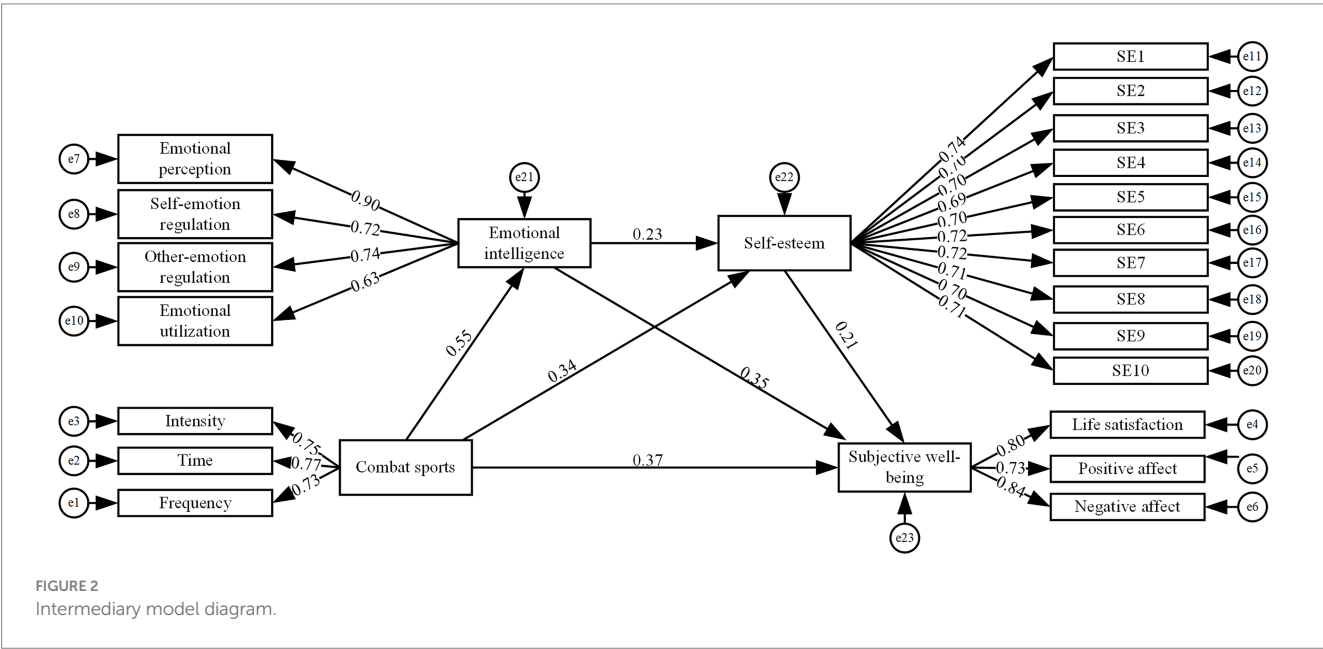 SE1
e11
SE2
e12
SE3
e13
SE4
e14
SE5
e15
SE6
e16
SE7
e17
SE8
e18
SE9
e19
SE10
e20
0.74
0.70
0.70
0.69
0.70
0.72
0.72
0.71
0.70
0.71
e7
Emotional
perception
e8
Self-emotion
regulation
e9
Other-emotion
regulation
e10
Emotional
utilization
0.90
0.72
0.74
0.63
e21
Emotional
intelligence
0.23
e22
Self-esteem
0.55
0.34
0.35
0.21
e3
Intensity
e2
Time
e1
Frequency
0.75
0.77
0.73
Combat sports
0.37
Subjective well-
being
e23
0.80
0.73
0.84
Life satisfaction
e4
Positive affect
e5
Negative affect
e6
FIGURE 2
Intermediary model diagram.